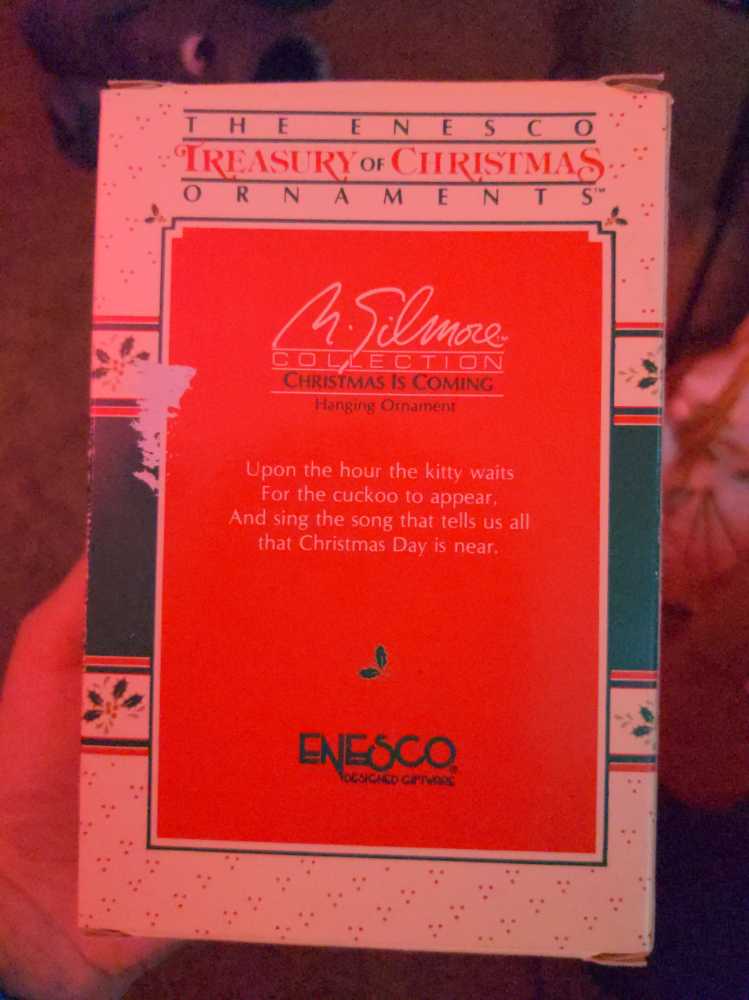 THE ENESCO
TREASURY OF CHRISTMAS
ORNAMENTS™
M. Gilmore™
COLLECTION
CHRISTMAS IS COMING
Hanging Ornament
Upon the hour the kitty waits
For the cuckoo to appear,
And sing the song that tells us all
that Christmas Day is near.
ENESCO®
DESIGNED GIFTWARE